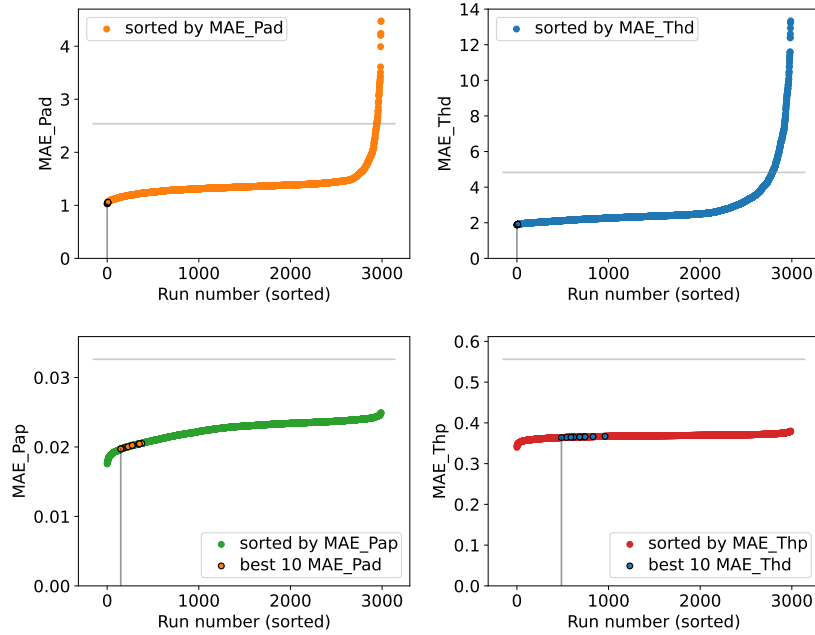 sorted by MAE_Pad
MAE_Pad
4
3
2
1
0
0 1000 2000 3000
Run number (sorted)
sorted by MAE_Thd
MAE_Thd
14
12
10
8
6
4
2
0
0 1000 2000 3000
Run number (sorted)
MAE_Pap
0.03
0.02
0.01
0.00
sorted by MAE_Pap
best 10 MAE_Pad
0 1000 2000 3000
Run number (sorted)
MAE_Thp
0.6
0.5
0.4
0.3
0.2
0.1
0.0
sorted by MAE_Thp
best 10 MAE_Thd
0 1000 2000 3000
Run number (sorted)